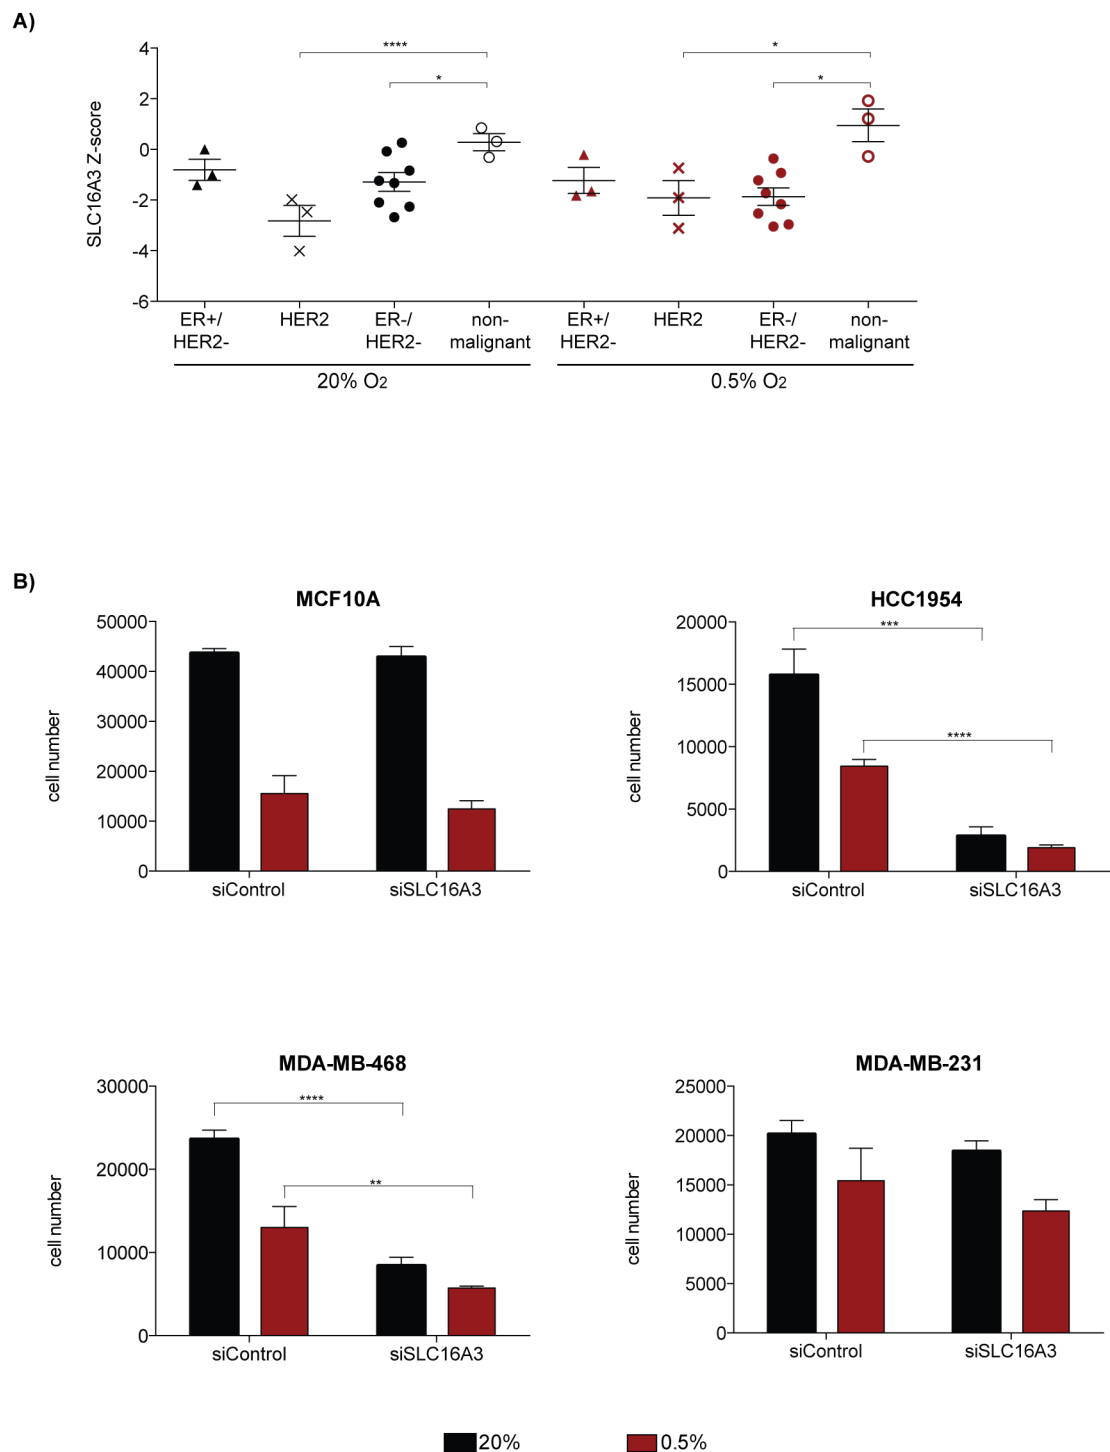 A)
SLC16A3 Z-score
4
2
0
-2
-4
-6
****
*
*
*
ER+/
HER2-
HER2
ER-/
HER2-
non-
malignant
ER+/
HER2-
HER2
ER-/
HER2-
non-
malignant
20% O2
0.5% O2
B)
MCF10A
cell number
50000
40000
30000
20000
10000
0
siControl
siSLC16A3
HCC1954
cell number
20000
15000
10000
5000
0
***
****
siControl
siSLC16A3
MDA-MB-468
cell number
30000
20000
10000
0
****
**
siControl
siSLC16A3
MDA-MB-231
cell number
25000
20000
15000
10000
5000
0
siControl
siSLC16A3
20%
0.5%